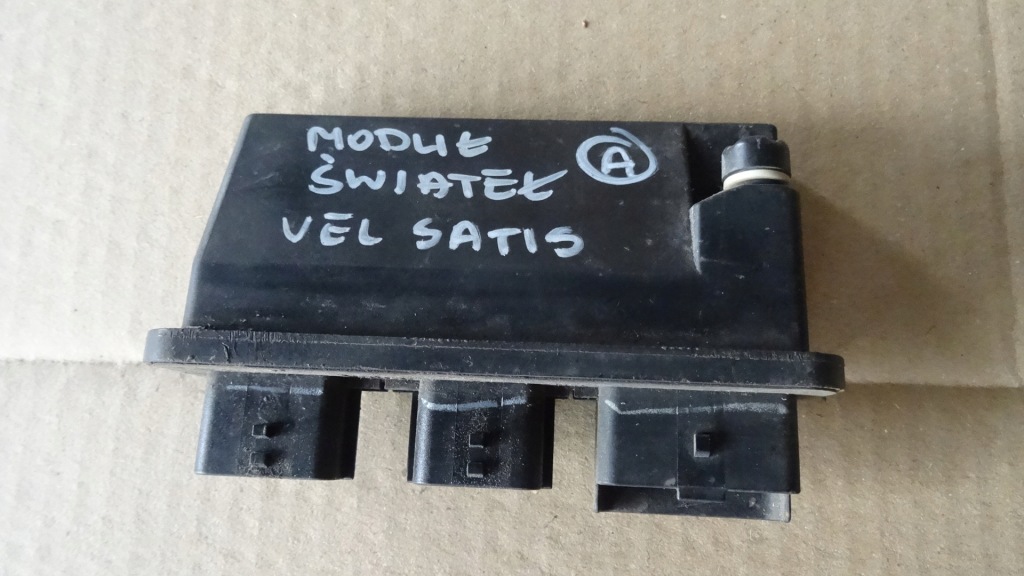 MODUŁ
ŚWIATEŁ
VEL SATIS
A